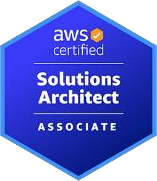 aws
certified
Solutions
Architect
ASSOCIATE